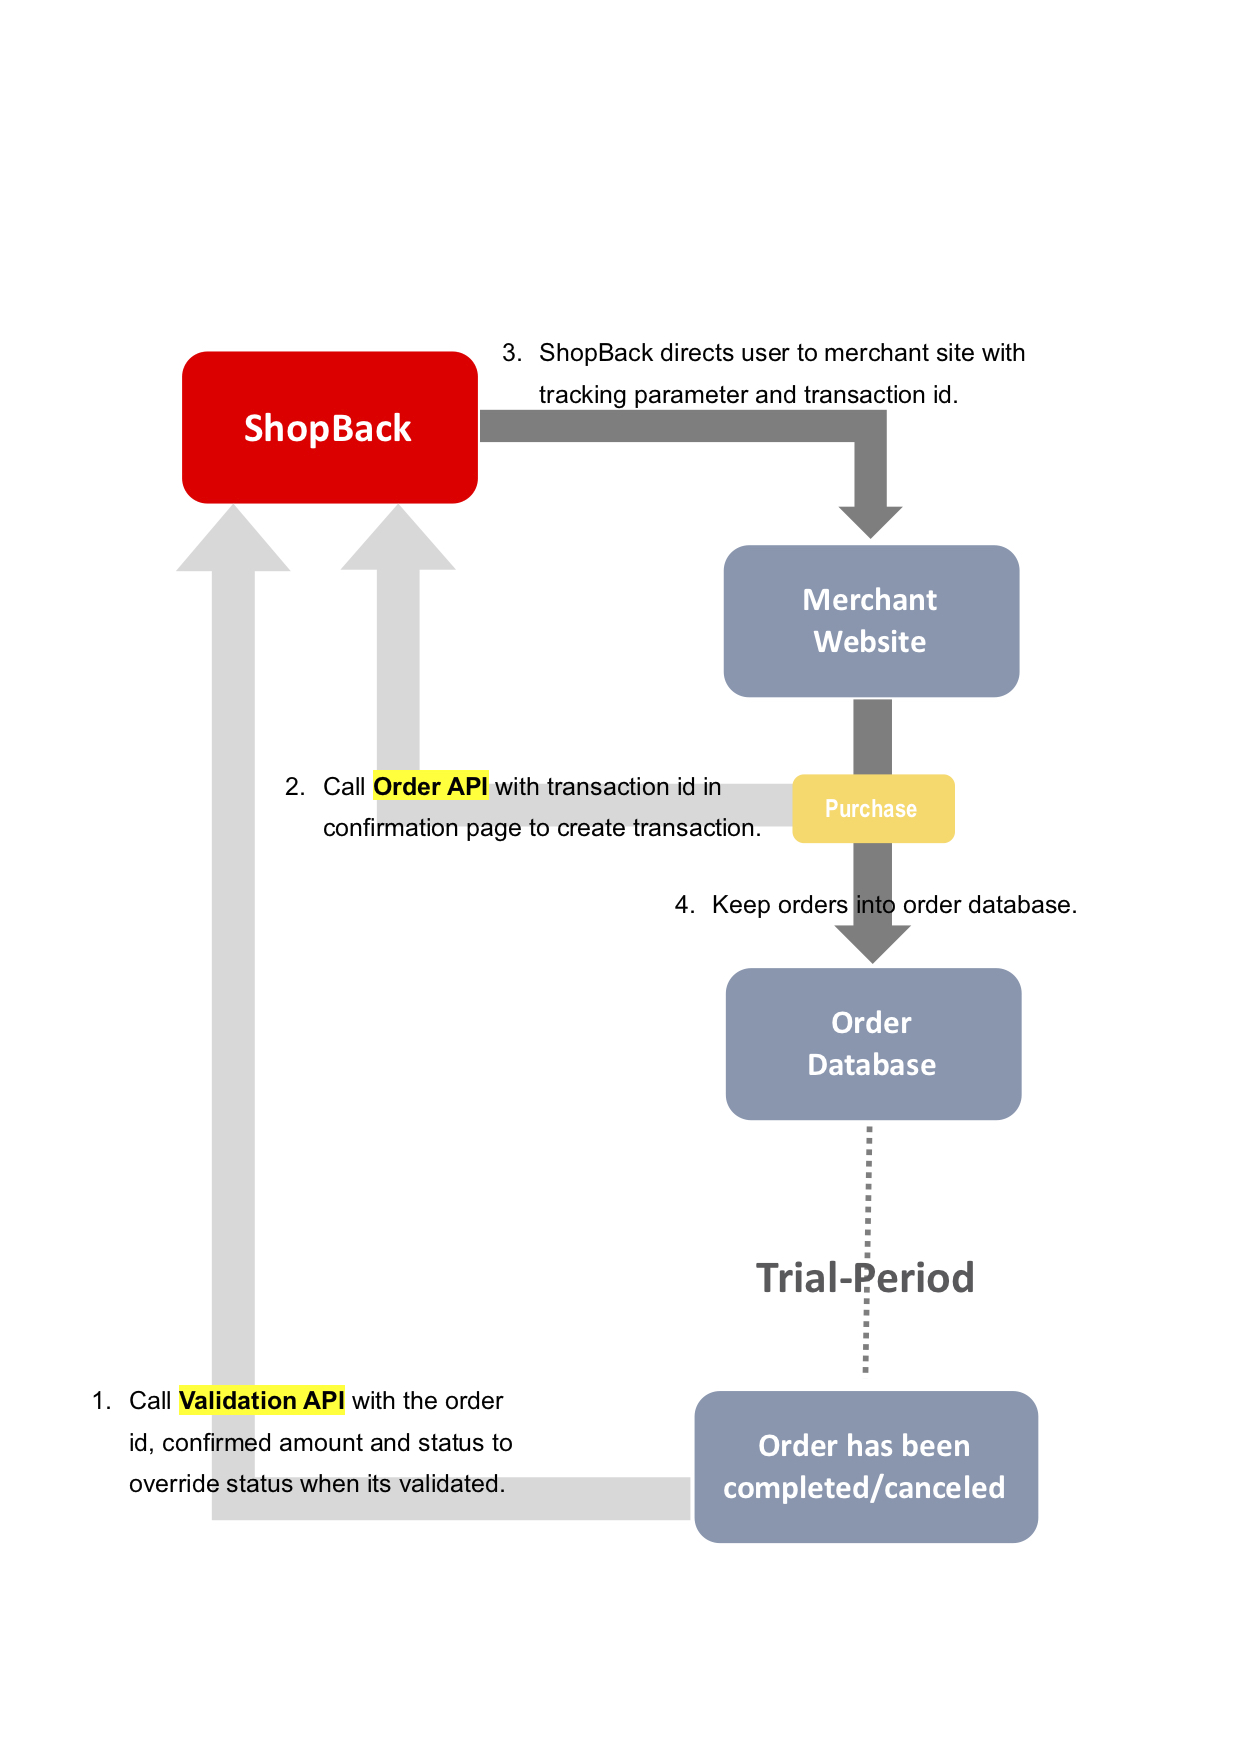 3. ShopBack directs user to merchant site with
tracking parameter and transaction id.
ShopBack
Merchant
Website
2. Call Order API with transaction id in
confirmation page to create transaction.
Purchase
4. Keep orders into order database.
Order
Database
Trial-Period
1. Call Validation API with the order
id, confirmed amount and status to
override status when its validated.
Order has been
completed/canceled